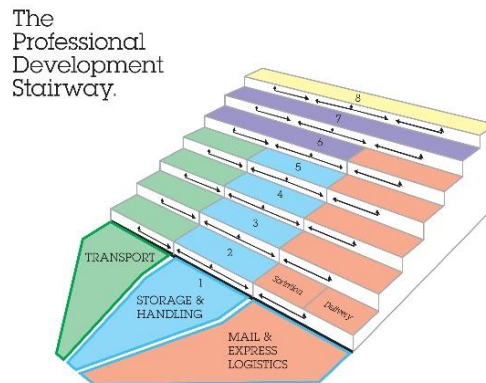 The
Professional
Development
Stairway.
8
7
6
5
4
3
2
Sortation
Delivery
TRANSPORT
1
STORAGE &
HANDLING
MAIL &
EXPRESS
LOGISTICS